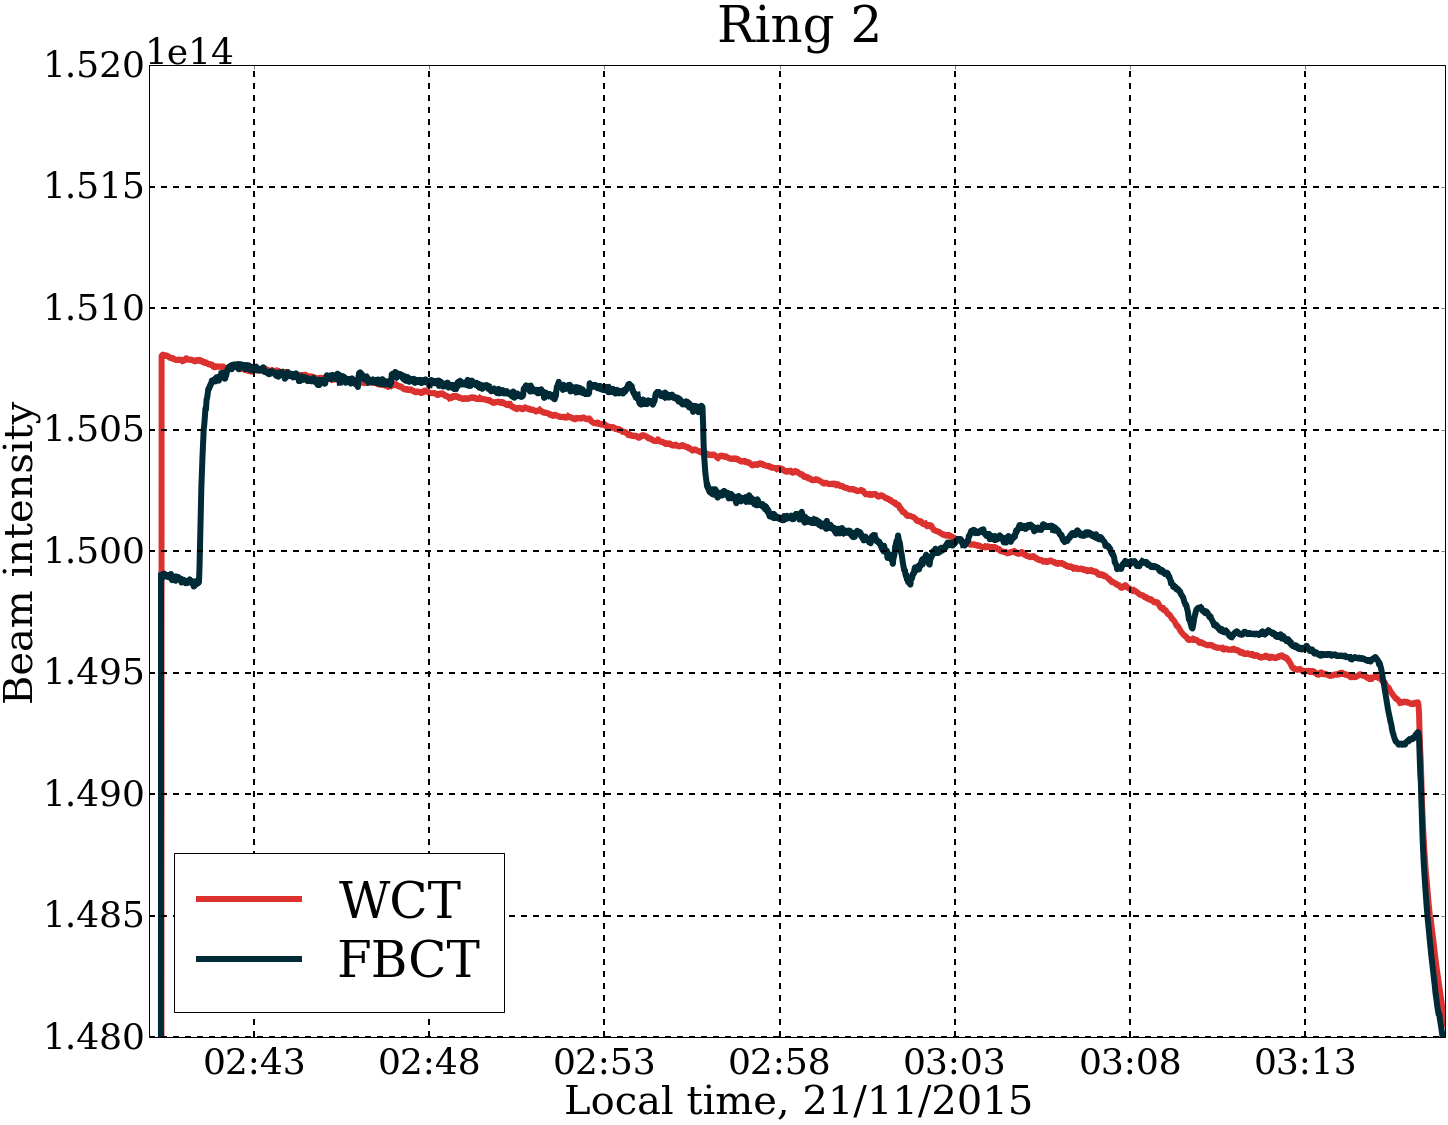 Ring 2
1e14
1.520
1.515
1.510
1.505
1.500
1.495
1.490
1.485
1.480
Beam intensity
WCT
FBCT
02:43 02:48 02:53 02:58 03:03 03:08 03:13
Local time, 21/11/2015